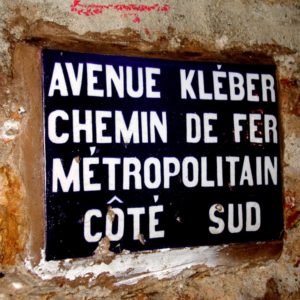 AVENUE KLÉBER
CHEMIN DE FER
MÉTROPOLITAIN
CÔTÉ SUD